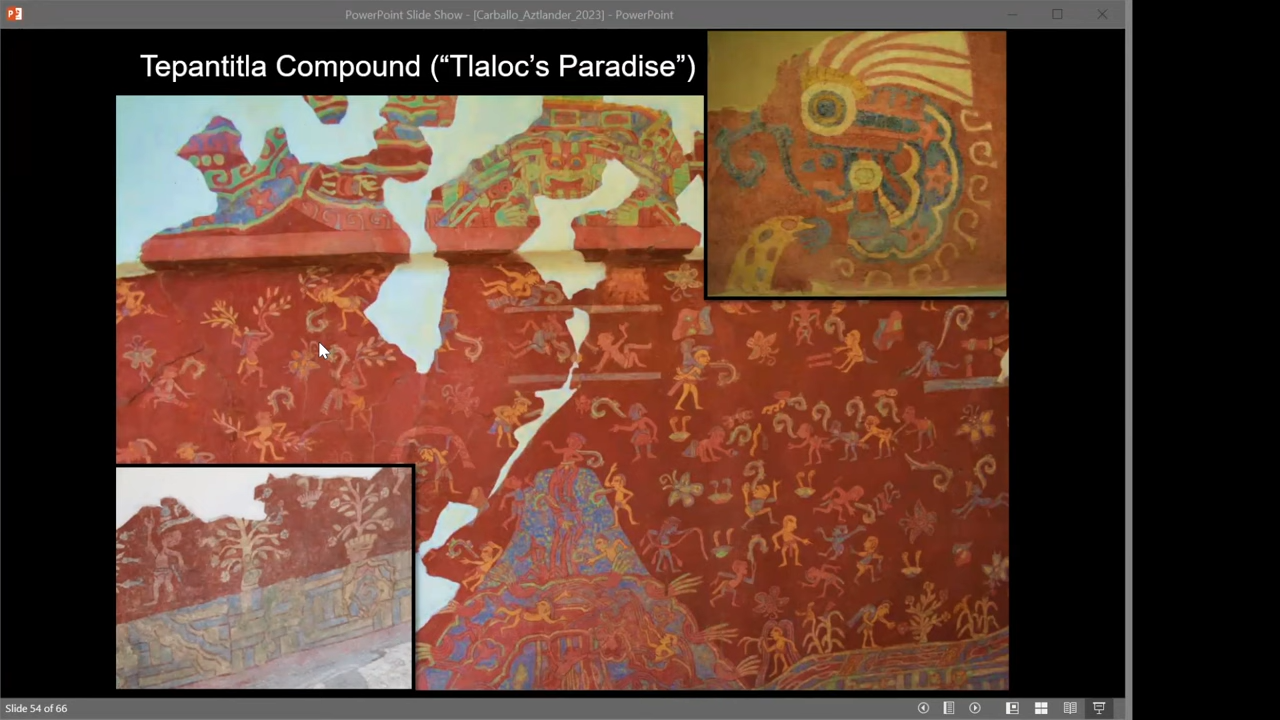 PowerPoint Slide Show - [Carballo_Aztlander_2023] - PowerPoint
Tepantitla Compound (“Tlaloc’s Paradise”)
Slide 54 of 66